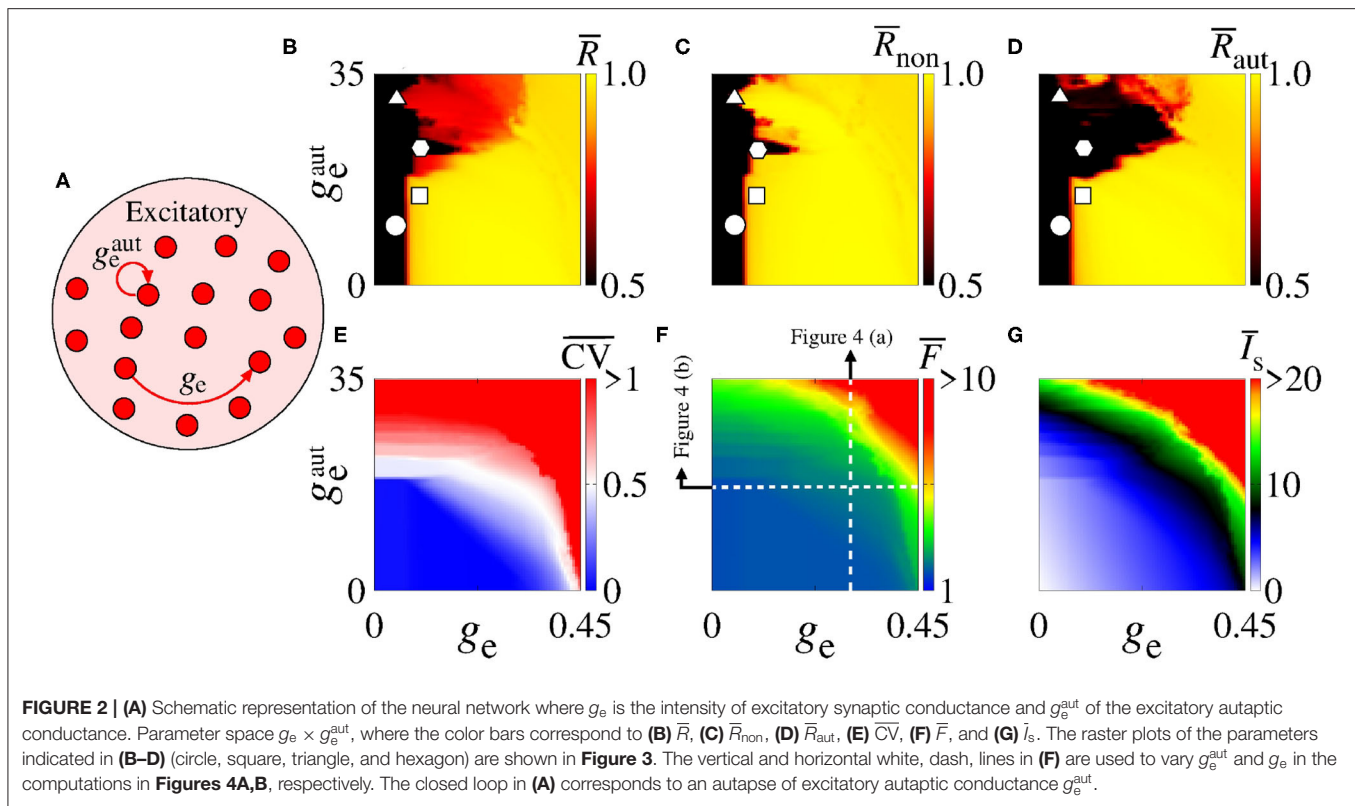 A
Excitatory
g_e^aut
g_e
B
R̅
35
g_e^aut
0
1.0
0.5
C
R̅_non
1.0
0.5
D
R̅_aut
1.0
0.5
E
C̅V̅
35
g_e^aut
0
0 g_e 0.45
>1
0.5
0
F
Figure 4 (a)
Figure 4 (b)
F̅
>10
1
0 g_e 0.45
G
I̅_s
>20
10
0
0 g_e 0.45
FIGURE 2 | (A) Schematic representation of the neural network where g_e is the intensity of excitatory synaptic conductance and g_e^aut of the excitatory autaptic
conductance. Parameter space g_e × g_e^aut, where the color bars correspond to (B) R̅, (C) R̅_non, (D) R̅_aut, (E) C̅V̅, (F) F̅, and (G) I̅_s. The raster plots of the parameters
indicated in (B–D) (circle, square, triangle, and hexagon) are shown in Figure 3. The vertical and horizontal white, dash, lines in (F) are used to vary g_e^aut and g_e in the
computations in Figures 4A,B, respectively. The closed loop in (A) corresponds to an autapse of excitatory autaptic conductance g_e^aut.